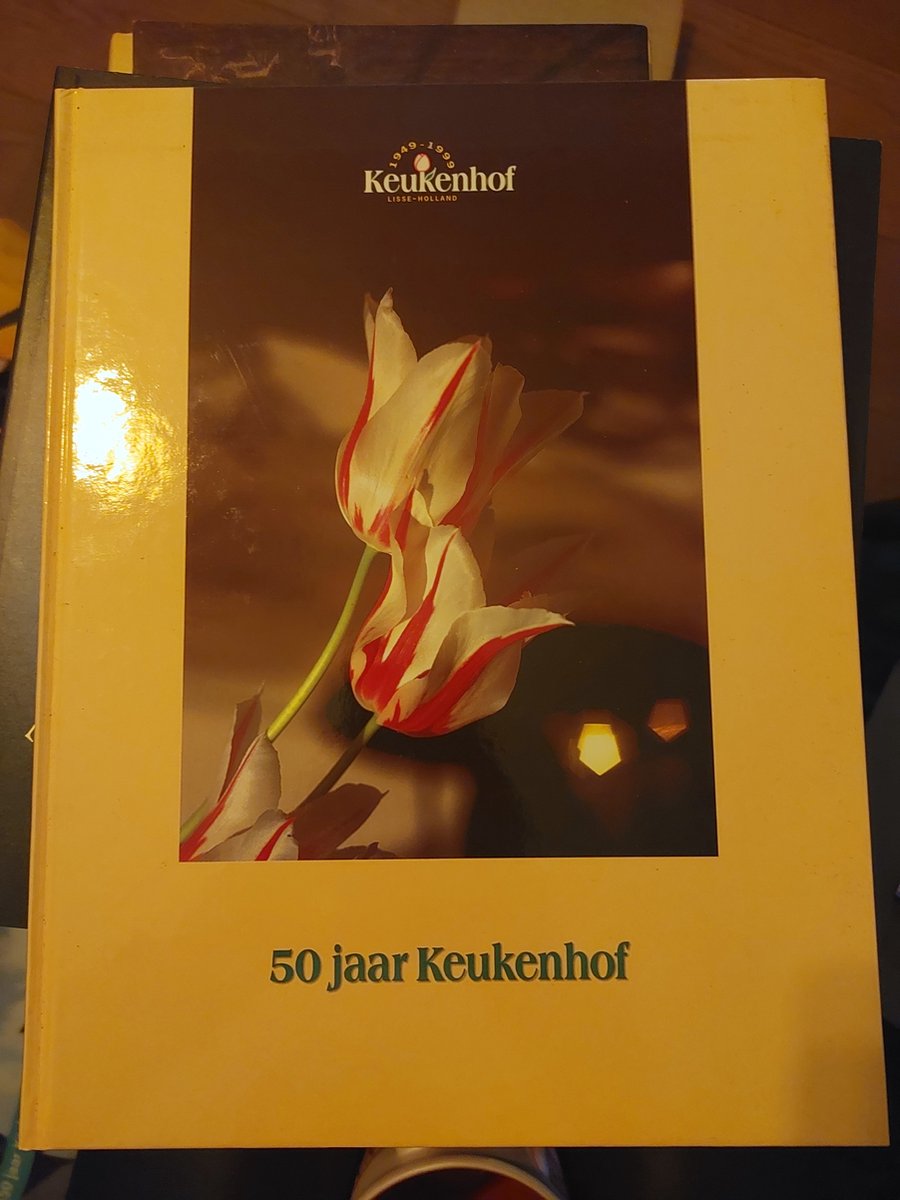 1949-1999
Keukenhof
LISSE-HOLLAND
50 jaar Keukenhof